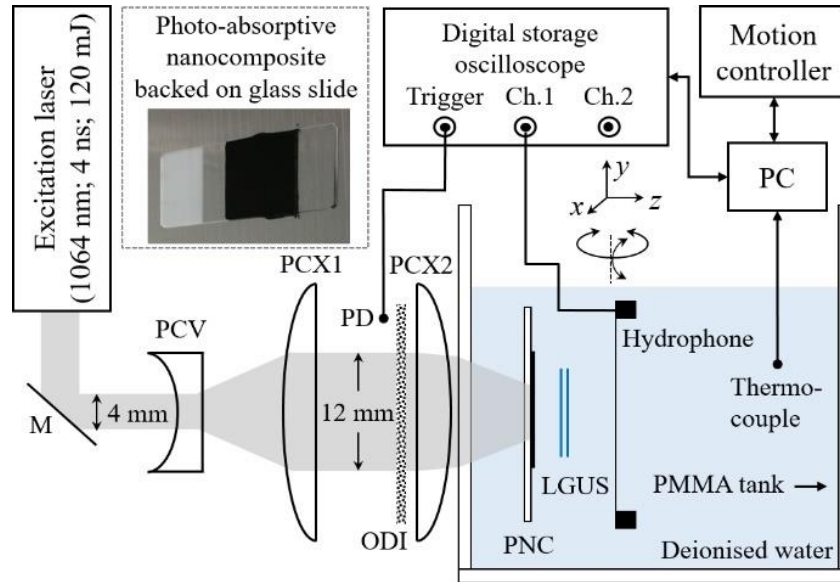 Excitation laser
(1064 nm; 4 ns; 120 mJ)
Photo-absorptive
nanocomposite
backed on glass slide
Digital storage
oscilloscope
Trigger
Ch.1
Ch.2
Motion
controller
PC
y
x
z
PCX1
PCX2
PD
PCV
Hydrophone
M
4 mm
12 mm
Thermo-
couple
LGUS
PMMA tank
ODI
PNC
Deionised water